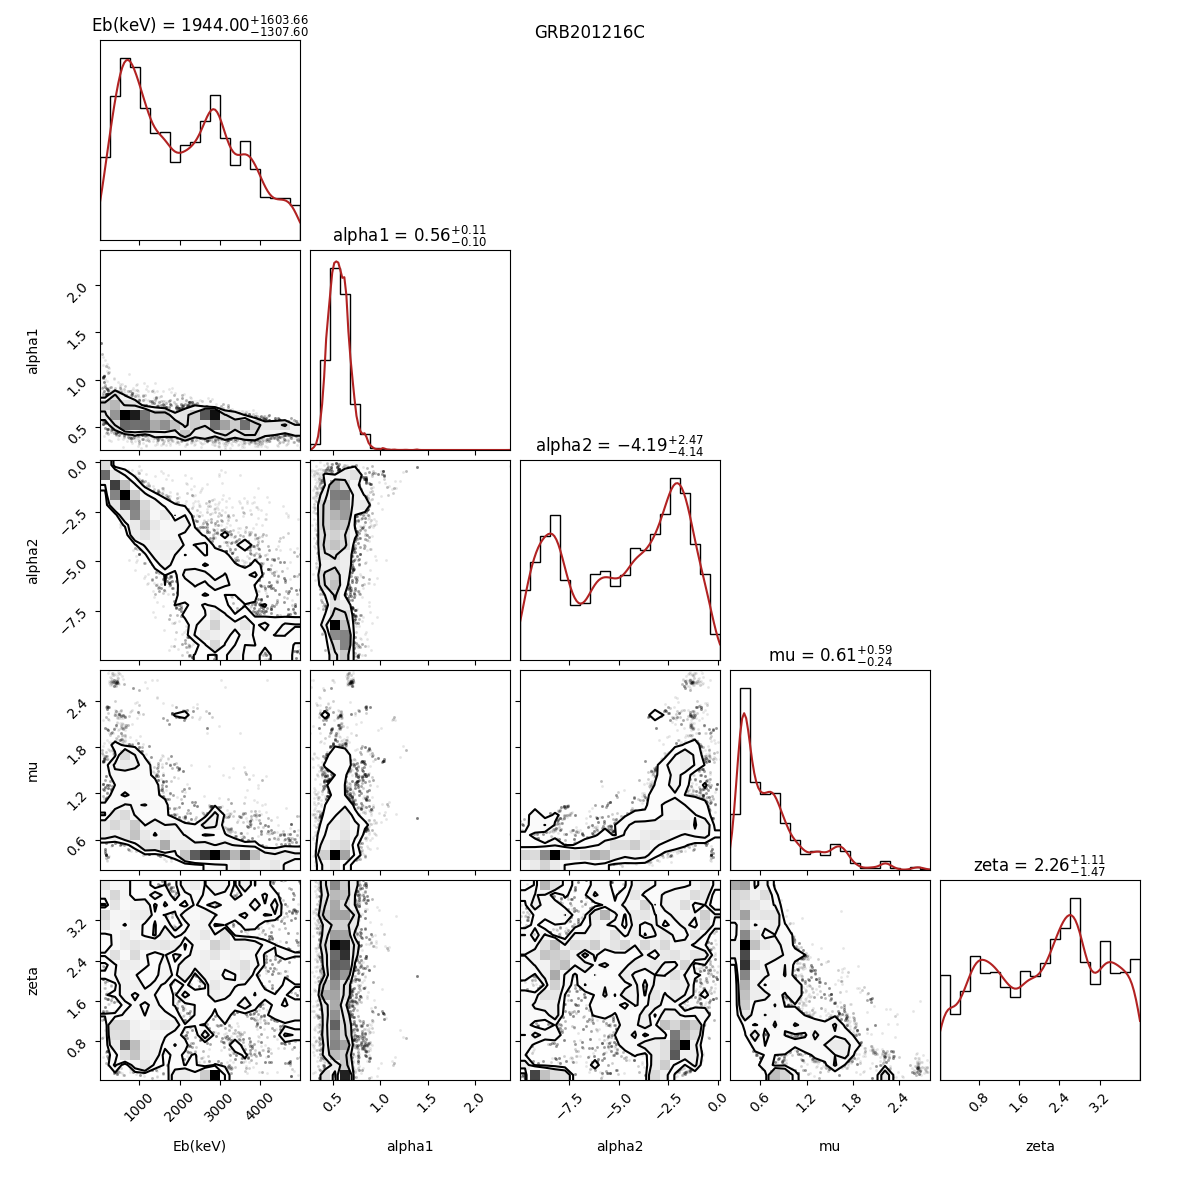 GRB201216C
Eb(keV) = 1944.00+1603.66−1307.60
alpha1 = 0.56+0.11−0.10
alpha2 = −4.19+2.47−4.14
mu = 0.61+0.59−0.24
zeta = 2.26+1.11−1.47
alpha1
2.0
1.5
1.0
0.5
alpha2
0.0
−2.5
−5.0
−7.5
mu
2.4
1.8
1.2
0.6
zeta
3.2
2.4
1.6
0.8
1000 2000 3000 4000
0.5 1.0 1.5 2.0
−7.5 −5.0 −2.5 0.0
0.6 1.2 1.8 2.4
0.8 1.6 2.4 3.2
Eb(keV) alpha1 alpha2 mu zeta